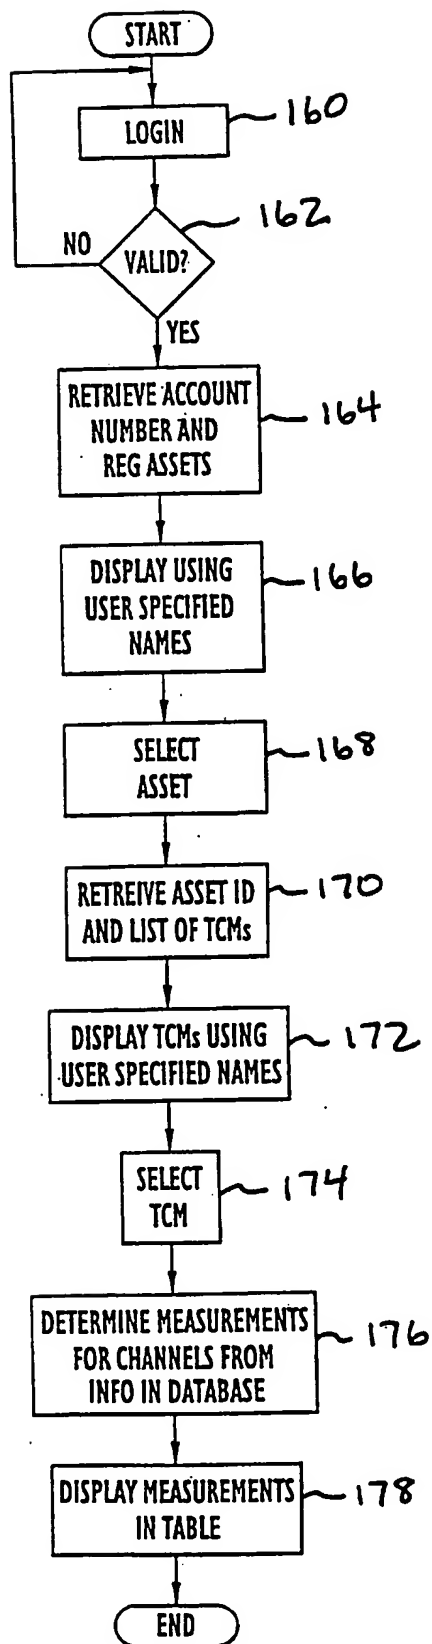 START
LOGIN
160
162
NO
VALID?
YES
RETRIEVE ACCOUNT
NUMBER AND
REG ASSETS
164
DISPLAY USING
USER SPECIFIED
NAMES
166
SELECT
ASSET
168
RETREIVE ASSET ID
AND LIST OF TCMs
170
DISPLAY TCMs USING
USER SPECIFIED NAMES
172
SELECT
TCM
174
DETERMINE MEASUREMENTS
FOR CHANNELS FROM
INFO IN DATABASE
176
DISPLAY MEASUREMENTS
IN TABLE
178
END